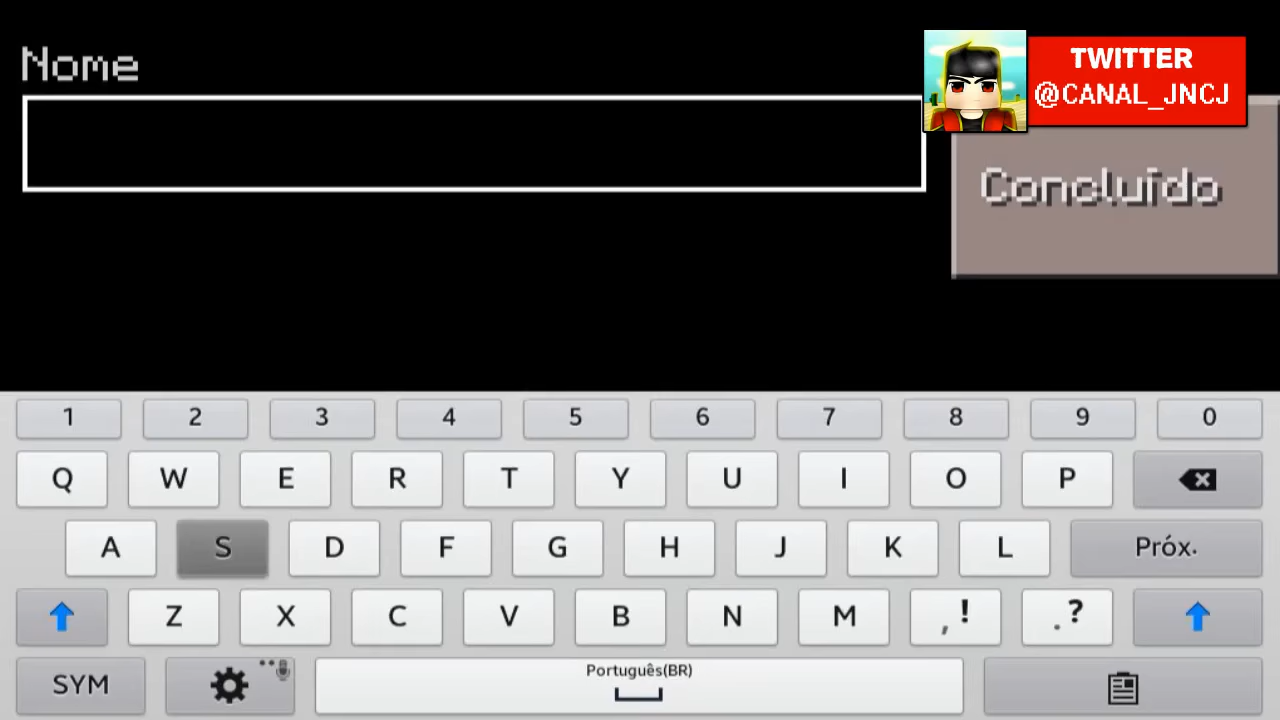 Nome
TWITTER
@CANAL_JNCJ
Concluído
1 2 3 4 5 6 7 8 9 0
Q W E R T Y U I O P
A S D F G H J K L Próx.
Z X C V B N M ,! .?
SYM Português(BR)